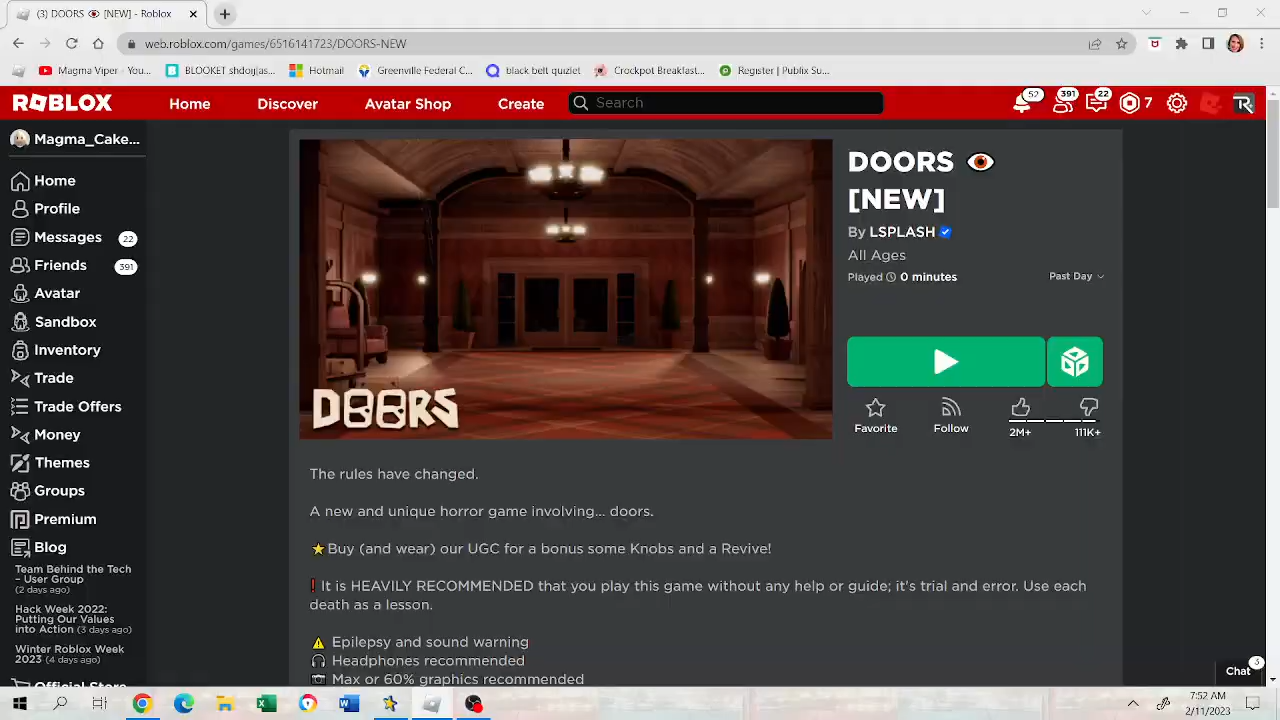 (3) DOORS 👁 [NEW] - Roblox
web.roblox.com/games/6516141723/DOORS-NEW
Magma Viper - You...
BLOOKET shdojjas...
Hotmail
Greenville Federal C...
black belt quizlet
Crockpot Breakfast...
Register | Publix Su...
ROBLOX
Home
Discover
Avatar Shop
Create
Search
52
391
22
7
Magma_Cake...
Home
Profile
Messages 22
Friends 391
Avatar
Sandbox
Inventory
Trade
Trade Offers
Money
Themes
Groups
Premium
Blog
Team Behind the Tech
– User Group
(2 days ago)
Hack Week 2022:
Putting Our Values
into Action (3 days ago)
Winter Roblox Week
2023 (4 days ago)
Official Store
DOORS
DOORS 👁
[NEW]
By LSPLASH
All Ages
Played 0 minutes
Past Day
Favorite
Follow
2M+
111K+
The rules have changed.
A new and unique horror game involving... doors.
⭐Buy (and wear) our UGC for a bonus some Knobs and a Revive!
❗It is HEAVILY RECOMMENDED that you play this game without any help or guide; it's trial and error. Use each
death as a lesson.
⚠️ Epilepsy and sound warning
🎧 Headphones recommended
📷 Max or 60% graphics recommended
Chat 3
7:52 AM
2/11/2023